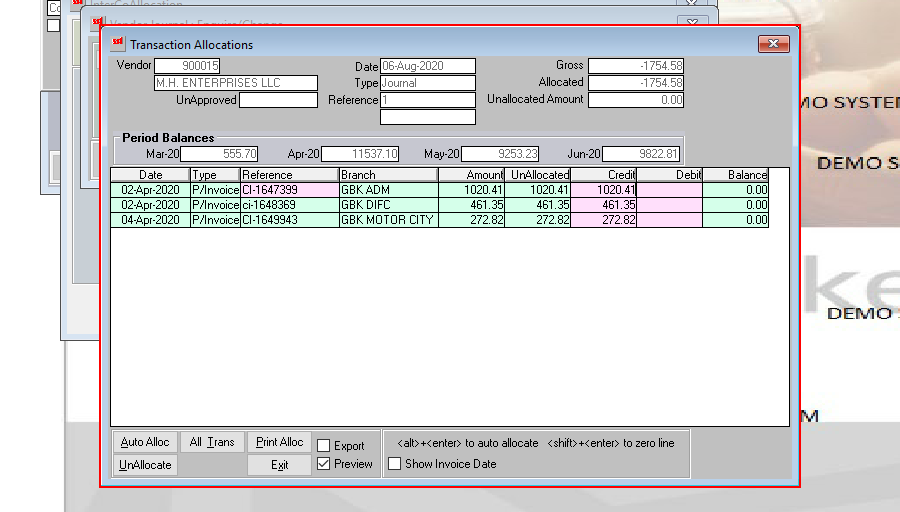 InterCoAllocation
Co
Vendor Journal : Enquire/Change
Transaction Allocations
Vendor 900015 Date 06-Aug-2020 Gross -1754.58
M.H. ENTERPRISES LLC Type Journal Allocated -1754.58
UnApproved Reference 1 Unallocated Amount 0.00
Period Balances
Mar-20 555.70 Apr-20 11537.10 May-20 9253.23 Jun-20 9822.81
Date Type Reference Branch Amount UnAllocated Credit Debit Balance
02-Apr-2020 P/Invoice CI-1647399 GBK ADM 1020.41 1020.41 1020.41 0.00
02-Apr-2020 P/Invoice ci-1648369 GBK DIFC 461.35 461.35 461.35 0.00
04-Apr-2020 P/Invoice CI-1649943 GBK MOTOR CITY 272.82 272.82 272.82 0.00
Auto Alloc All Trans Print Alloc Export <alt>+<enter> to auto allocate <shift>+<enter> to zero line
UnAllocate Exit Preview Show Invoice Date
MO SYSTE
DEMO S
ke
DEMO
M